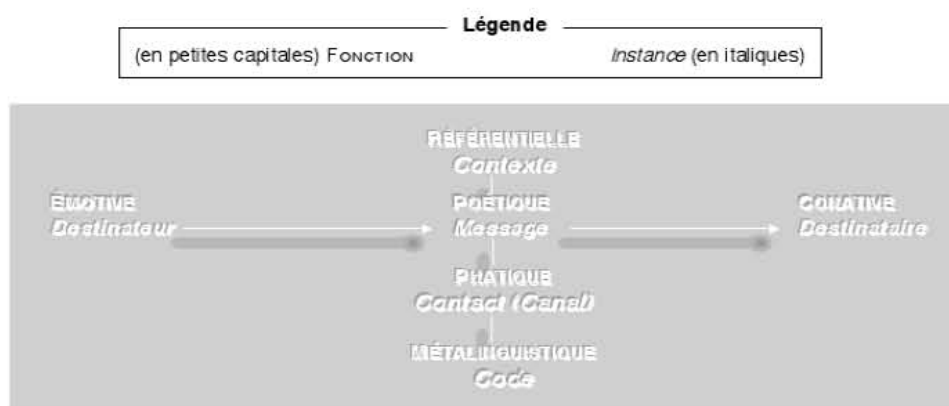 Légende
(en petites capitales) FONCTION Instance (en italiques)
RÉFÉRENTIELLE
Contexte
ÉMOTIVE POÉTIQUE CONATIVE
Destinateur Message Destinataire
PHATIQUE
Contact (Canal)
MÉTALINGUISTIQUE
Code